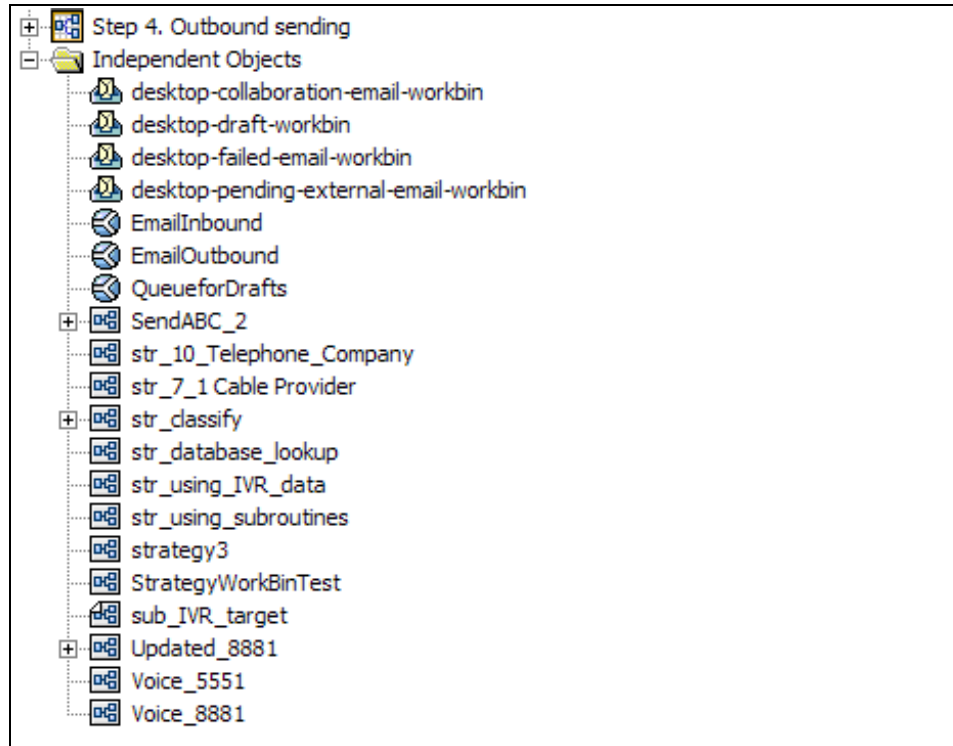 Step 4. Outbound sending
Independent Objects
desktop-collaboration-email-workbin
desktop-draft-workbin
desktop-failed-email-workbin
desktop-pending-external-email-workbin
EmailInbound
EmailOutbound
QueueforDrafts
SendABC_2
str_10_Telephone_Company
str_7_1 Cable Provider
str_classify
str_database_lookup
str_using_IVR_data
str_using_subroutines
strategy3
StrategyWorkBinTest
sub_IVR_target
Updated_8881
Voice_5551
Voice_8881